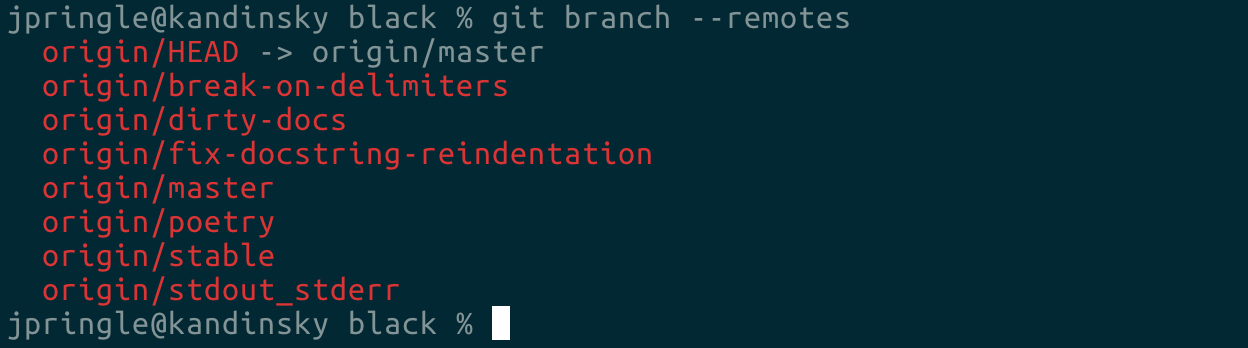 jpringle@kandinsky black % git branch --remotes
  origin/HEAD -> origin/master
  origin/break-on-delimiters
  origin/dirty-docs
  origin/fix-docstring-reindentation
  origin/master
  origin/poetry
  origin/stable
  origin/stdout_stderr
jpringle@kandinsky black %